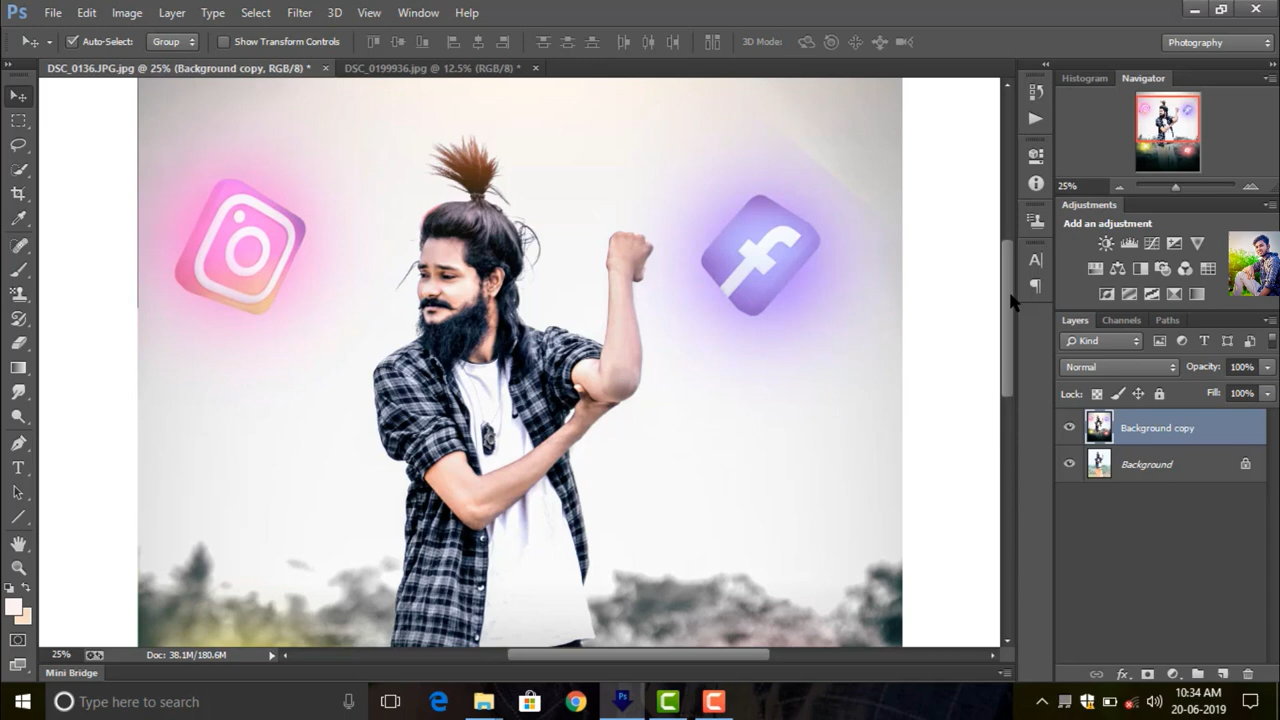 Ps File Edit Image Layer Type Select Filter 3D View Window Help
Auto-Select: Group Show Transform Controls 3D Mode: Photography
DSC_0136.JPG.jpg @ 25% (Background copy, RGB/8) * DSC_0199936.jpg @ 12.5% (RGB/8) *
Histogram Navigator
25%
Adjustments
Add an adjustment
Layers Channels Paths
Kind
Normal Opacity: 100%
Lock: Fill: 100%
Background copy
Background
25% Doc: 38.1M/180.6M
Mini Bridge
Type here to search
10:34 AM
20-06-2019